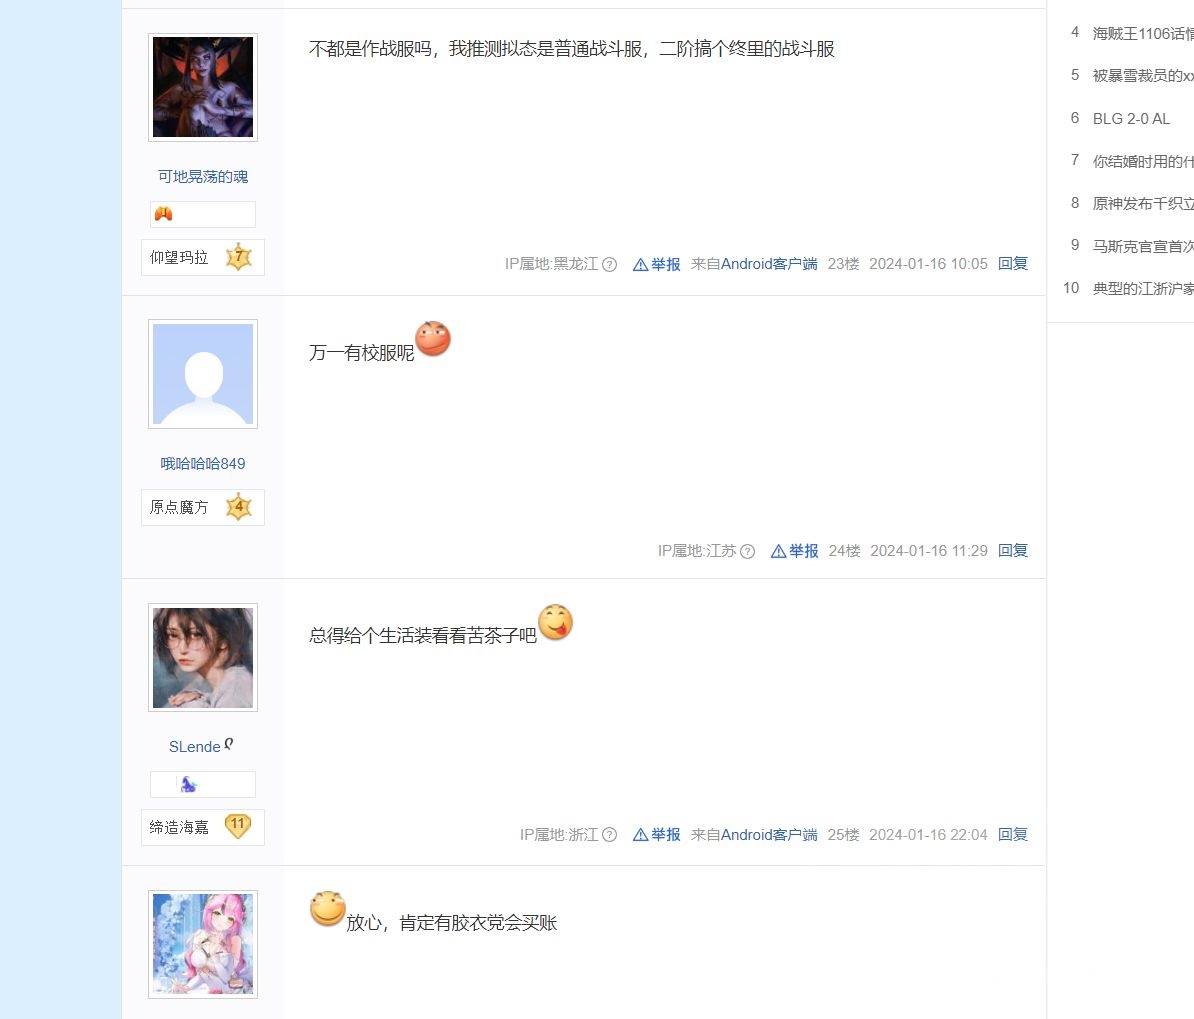 不都是作战服吗，我推测拟态是普通战斗服，二阶搞个终里的战斗服
可地晃荡的魂
仰望玛拉 7
IP属地:黑龙江 举报 来自Android客户端 23楼 2024-01-16 10:05 回复
万一有校服呢
哦哈哈哈849
原点魔方 4
IP属地:江苏 举报 24楼 2024-01-16 11:29 回复
总得给个生活装看看苦茶子吧
SLende
缔造海嘉 11
IP属地:浙江 举报 来自Android客户端 25楼 2024-01-16 22:04 回复
放心，肯定有胶衣党会买账
4 海贼王1106话情
5 被暴雪裁员的xx
6 BLG 2-0 AL
7 你结婚时用的什
8 原神发布千织立
9 马斯克官宣首次
10 典型的江浙沪家